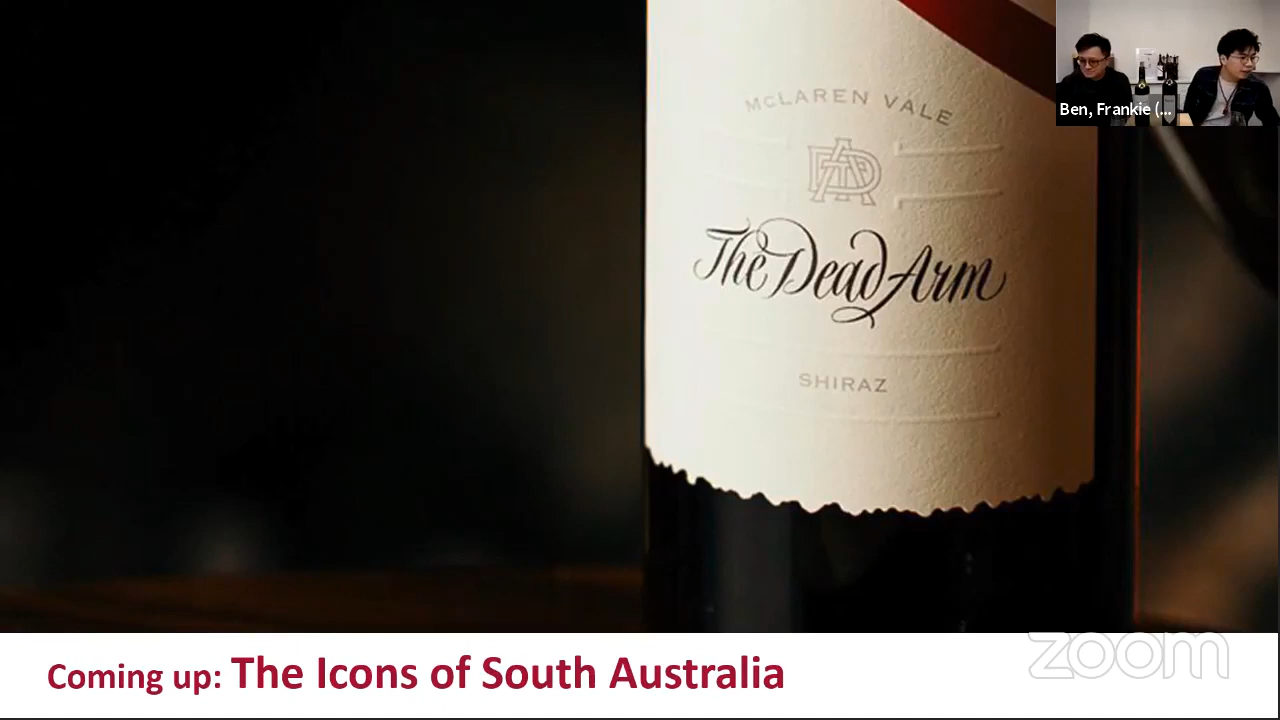 MCLAREN VALE
The Dead Arm
SHIRAZ
Ben, Frankie (...
Coming up: The Icons of South Australia
zoom